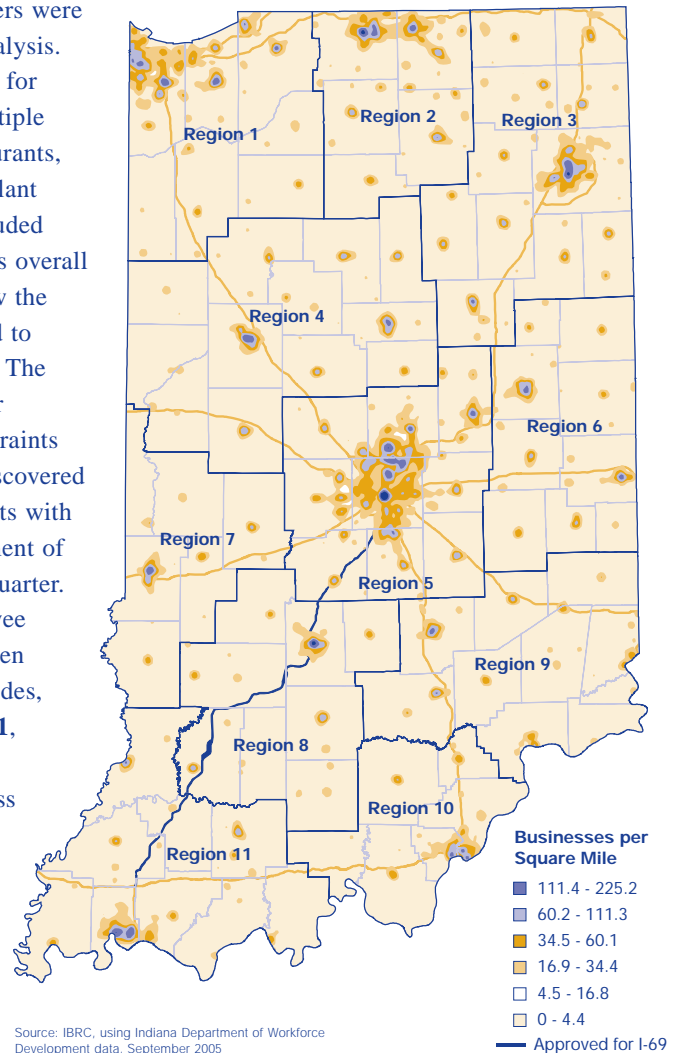 ers were
alysis.
for
tiple
urants,
lant
uded
s overall
w the
d to
The
r
raints
scovered
ts with
ment of
quarter.
yee
en
des,
1,
ss
Region 1
Region 2
Region 3
Region 4
Region 6
Region 7
Region 5
Region 9
Region 8
Region 10
Region 11
Businesses per
Square Mile
111.4 - 225.2
60.2 - 111.3
34.5 - 60.1
16.9 - 34.4
4.5 - 16.8
0 - 4.4
Approved for I-69
Source: IBRC, using Indiana Department of Workforce
Development data, September 2005